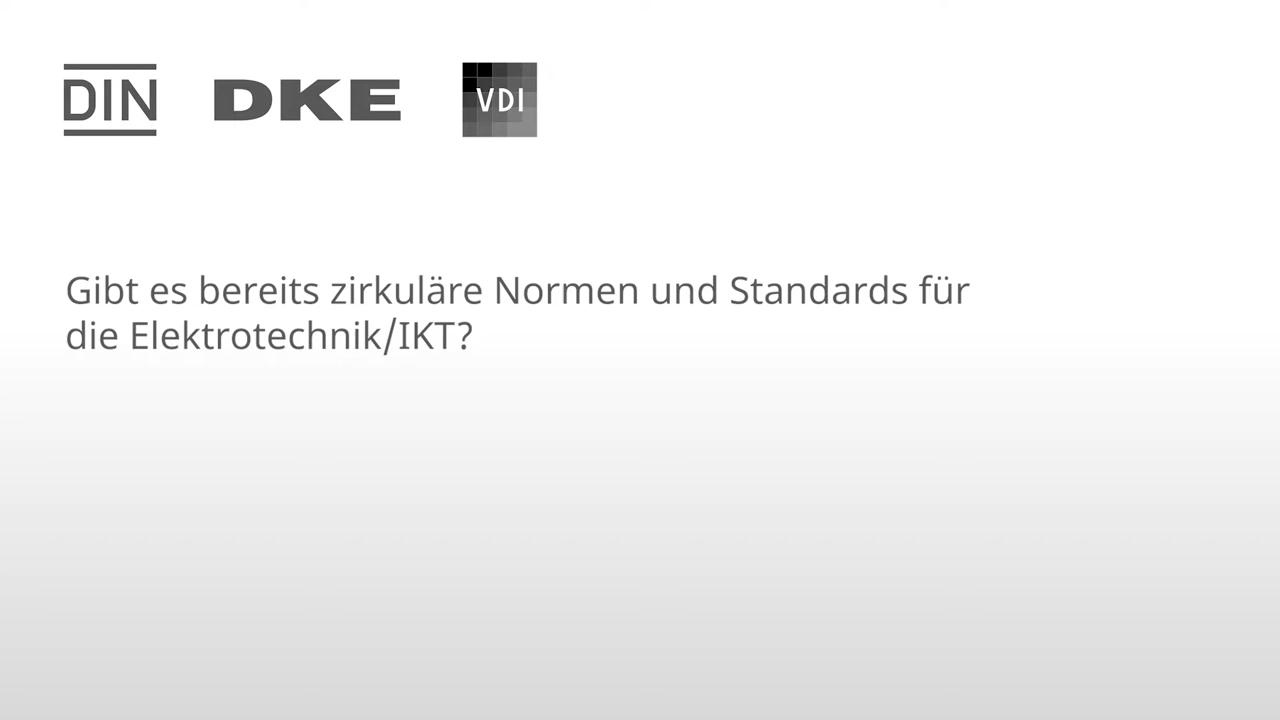 DIN DKE VDI
Gibt es bereits zirkuläre Normen und Standards für
die Elektrotechnik/IKT?